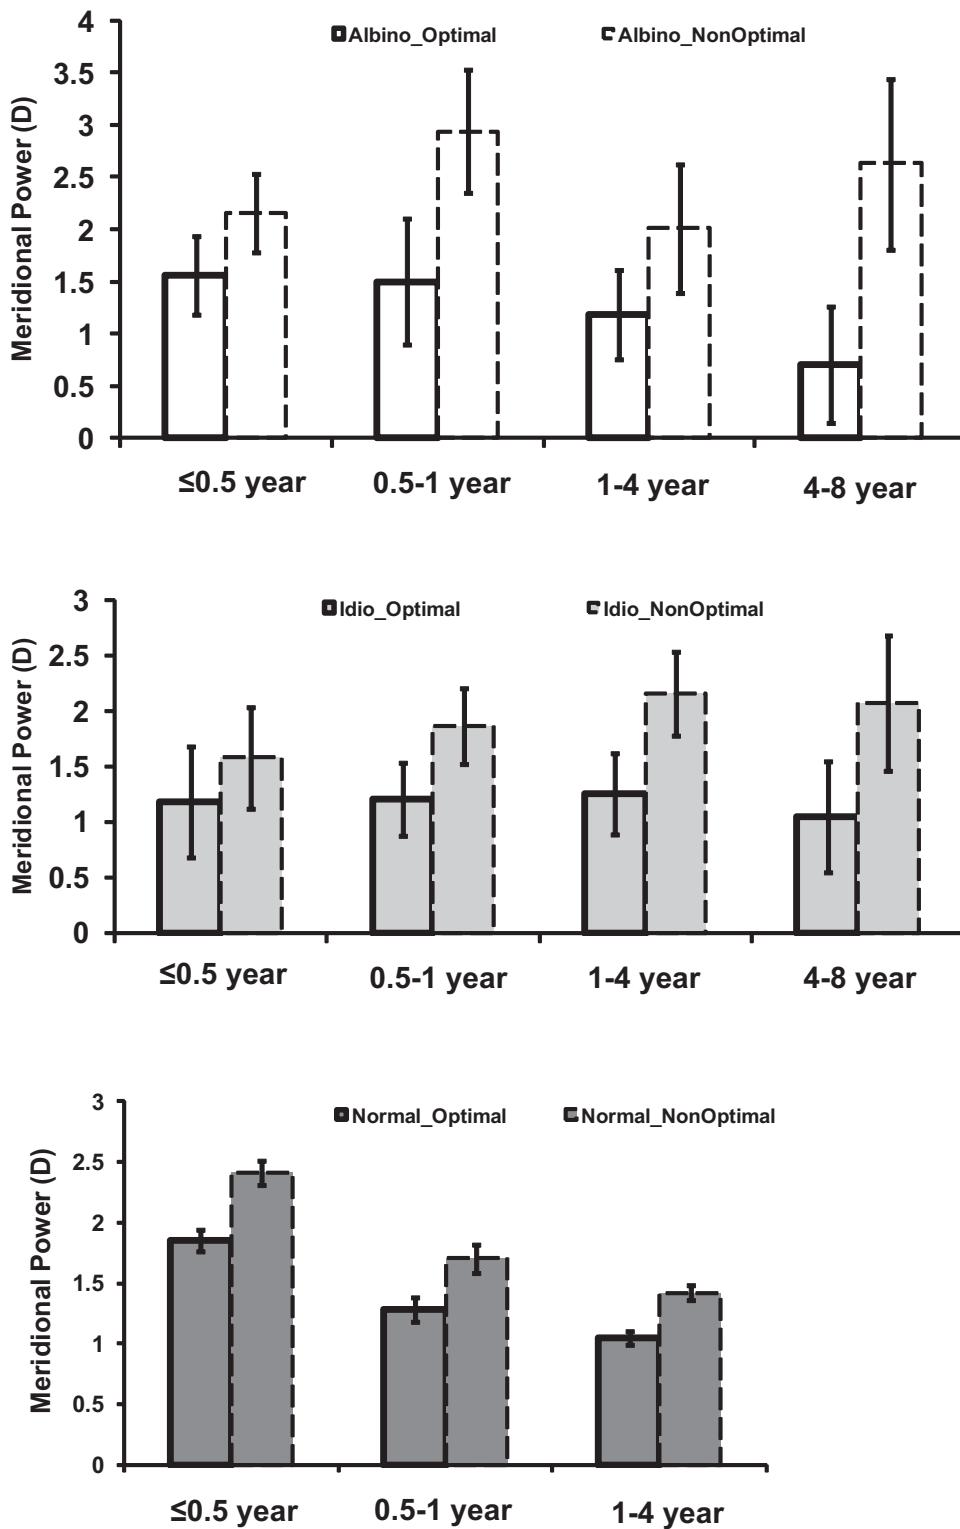 Albino_Optimal Albino_NonOptimal
Meridional Power (D)
4
3.5
3
2.5
2
1.5
1
0.5
0
≤0.5 year 0.5-1 year 1-4 year 4-8 year
Idio_Optimal Idio_NonOptimal
Meridional Power (D)
3
2.5
2
1.5
1
0.5
0
≤0.5 year 0.5-1 year 1-4 year 4-8 year
Normal_Optimal Normal_NonOptimal
Meridional Power (D)
3
2.5
2
1.5
1
0.5
0
≤0.5 year 0.5-1 year 1-4 year